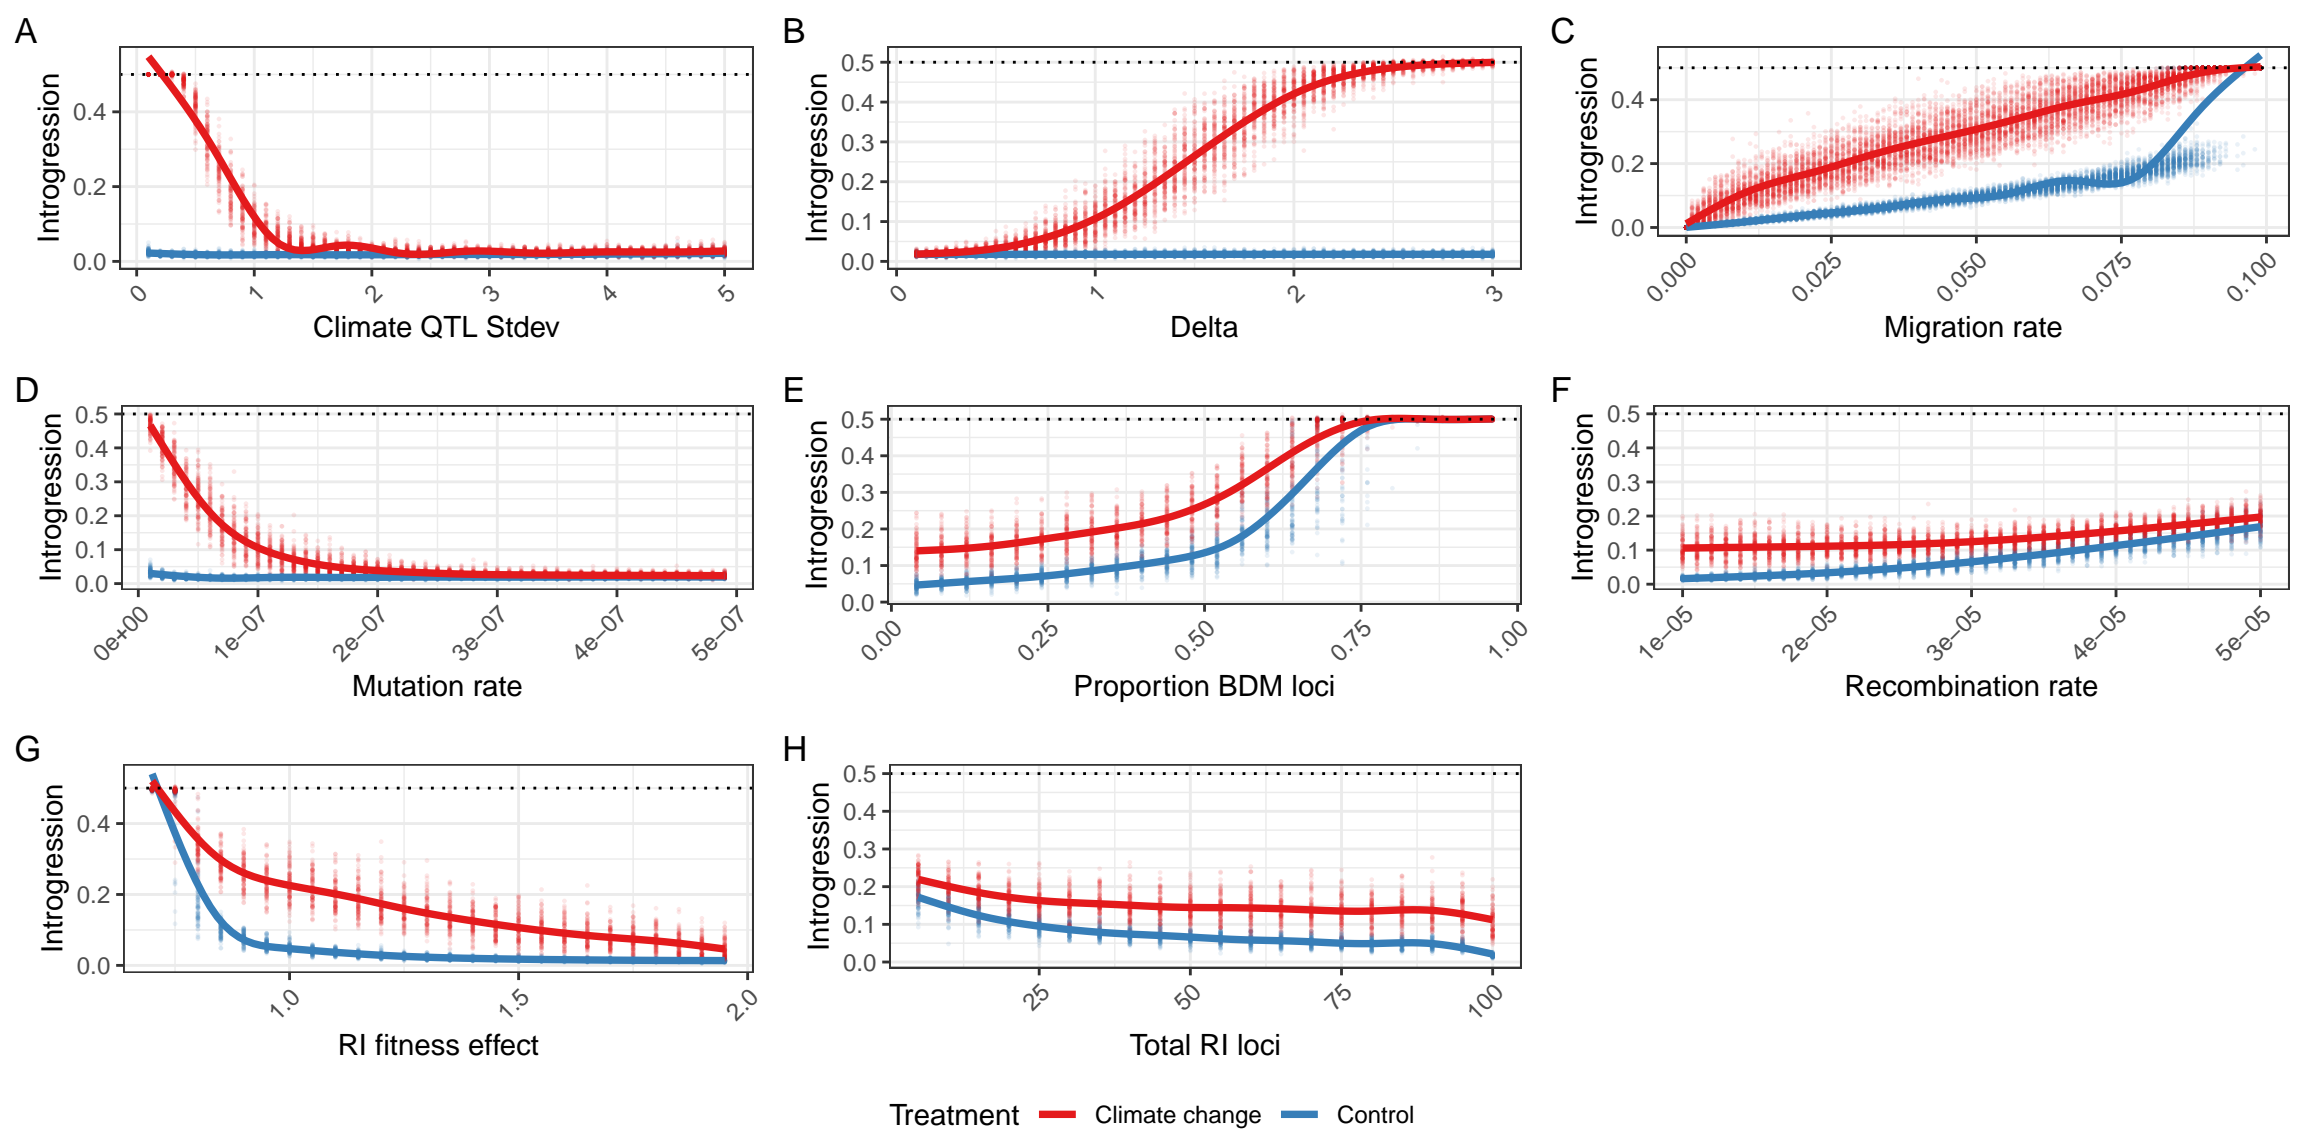 A
Introgression
0.4
0.2
0.0
0
1
2
3
4
5
Climate QTL Stdev
B
Introgression
0.5
0.4
0.3
0.2
0.1
0.0
0
1
2
3
Delta
C
Introgression
0.4
0.2
0.0
0.000
0.025
0.050
0.075
0.100
Migration rate
D
Introgression
0.5
0.4
0.3
0.2
0.1
0.0
0e+00
1e−07
2e−07
3e−07
4e−07
5e−07
Mutation rate
E
Introgression
0.5
0.4
0.3
0.2
0.1
0.0
0.00
0.25
0.50
0.75
1.00
Proportion BDM loci
F
Introgression
0.5
0.4
0.3
0.2
0.1
0.0
1e−05
2e−05
3e−05
4e−05
5e−05
Recombination rate
G
Introgression
0.4
0.2
0.0
1.0
1.5
2.0
RI fitness effect
H
Introgression
0.5
0.4
0.3
0.2
0.1
0.0
25
50
75
100
Total RI loci
Treatment Climate change Control